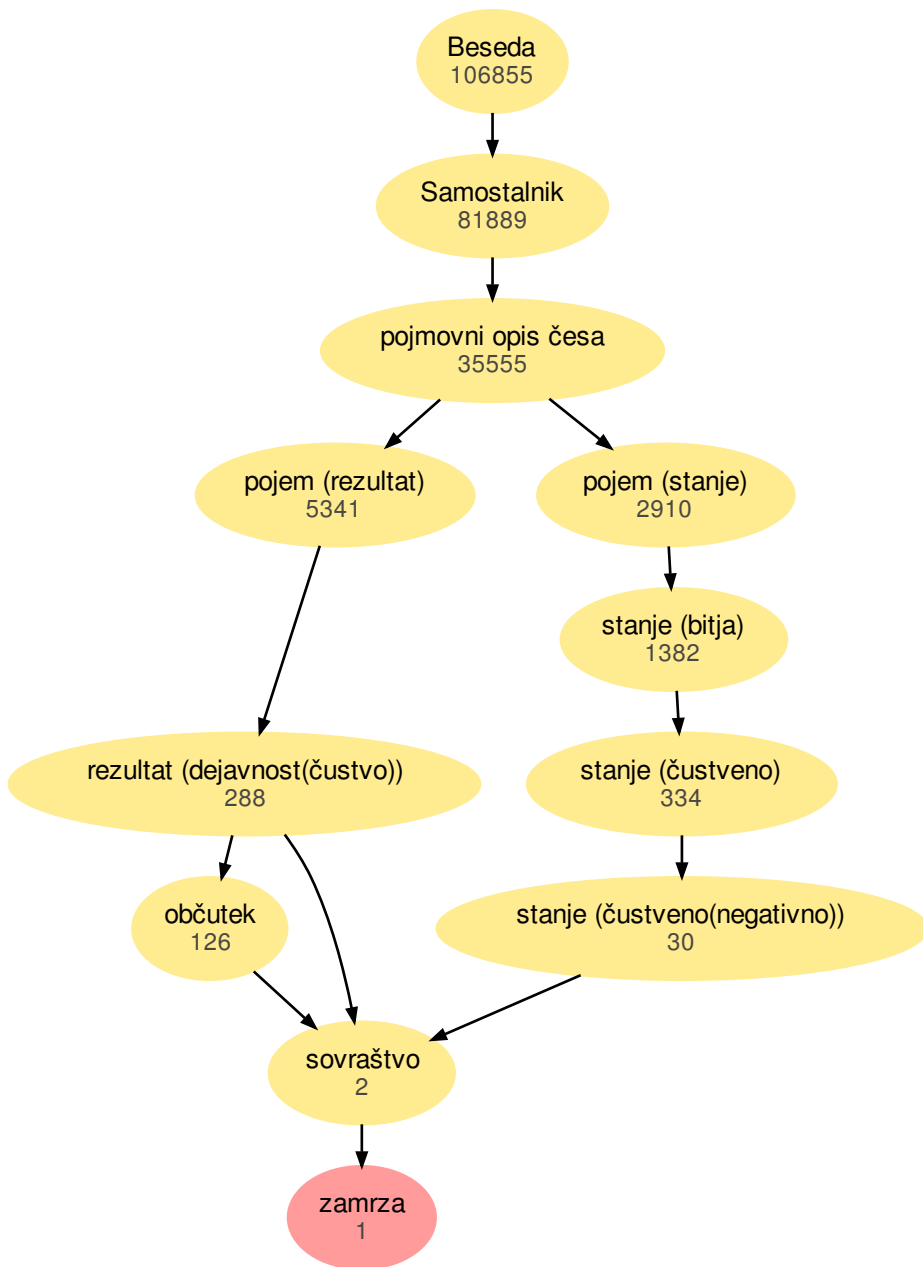 Beseda
106855
Samostalnik
81889
pojmovni opis česa
35555
pojem (rezultat)
5341
pojem (stanje)
2910
stanje (bitja)
1382
rezultat (dejavnost(čustvo))
288
stanje (čustveno)
334
občutek
126
stanje (čustveno(negativno))
30
sovraštvo
2
zamrza
1